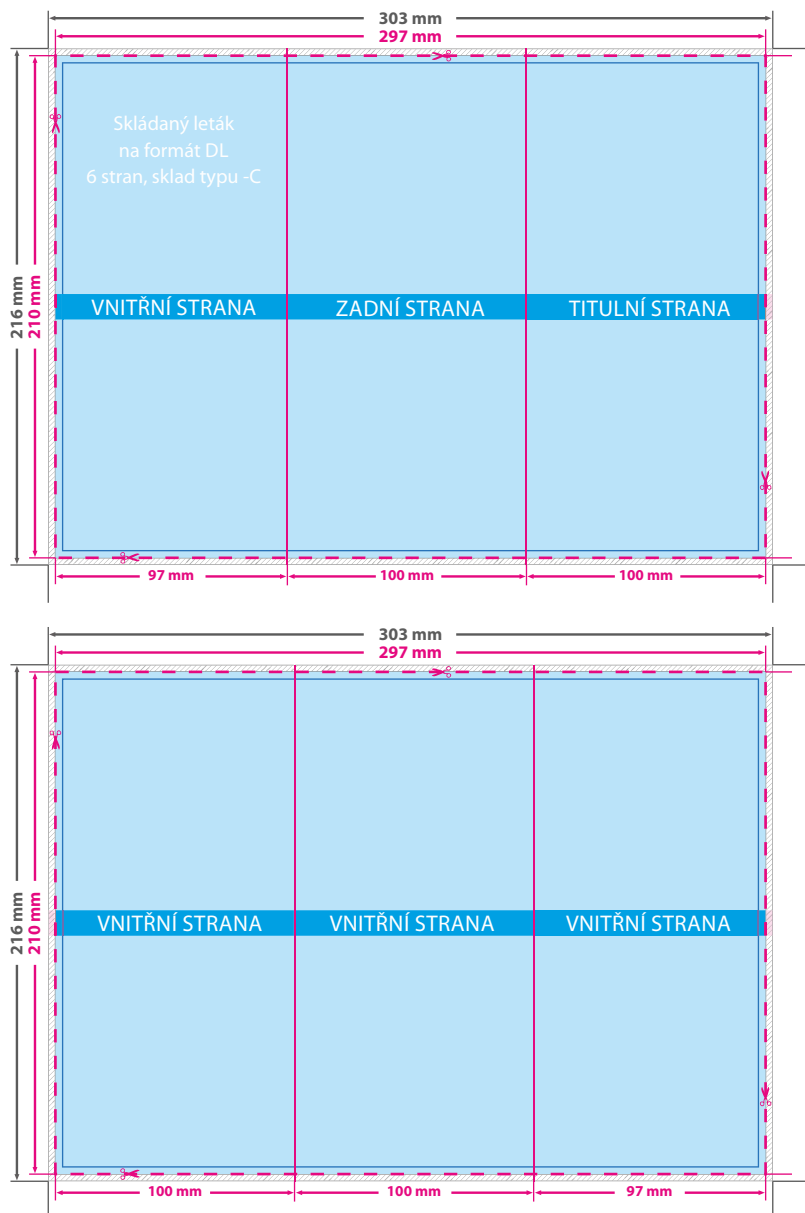 303 mm
297 mm
Skládaný leták
na formát DL
6 stran, sklad typu -C
216 mm
210 mm
VNITŘNÍ STRANA
ZADNÍ STRANA
TITULNÍ STRANA
97 mm
100 mm
100 mm
303 mm
297 mm
216 mm
210 mm
VNITŘNÍ STRANA
VNITŘNÍ STRANA
VNITŘNÍ STRANA
100 mm
100 mm
97 mm